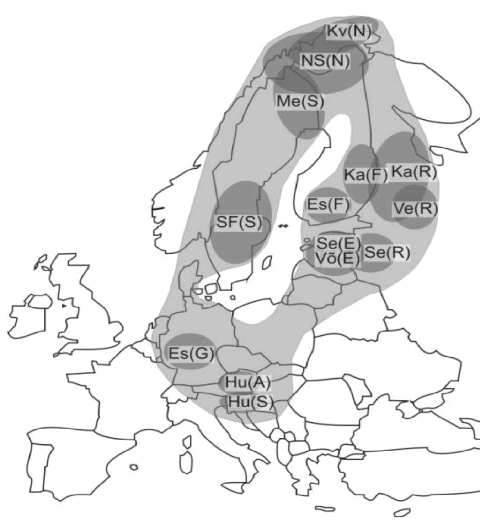 Kv(N)
NS(N)
Me(S)
Ka(F)
Ka(R)
Es(F)
Ve(R)
SF(S)
Se(E)
Võ(E)
Se(R)
Es(G)
Hu(A)
Hu(S)